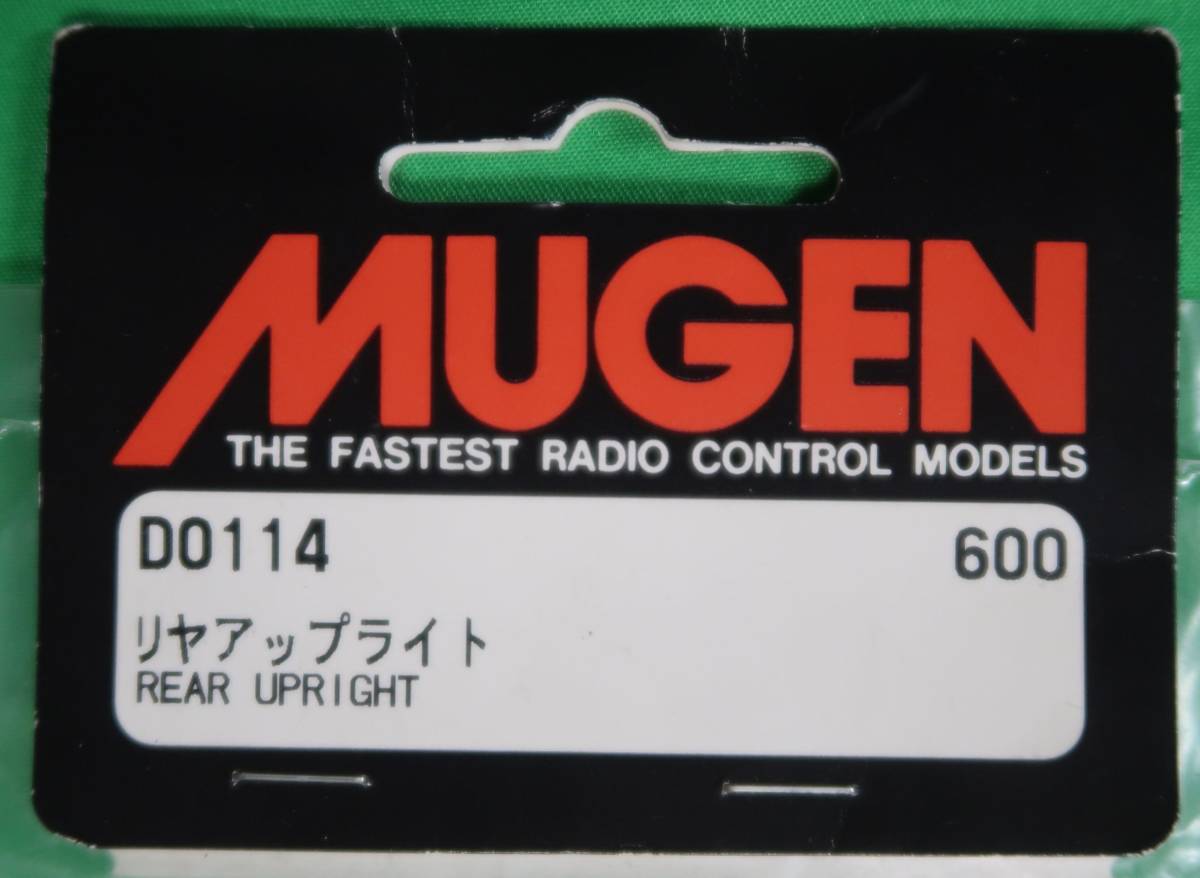 MUGEN
THE FASTEST RADIO CONTROL MODELS
D0114 600
リヤアップライト
REAR UPRIGHT